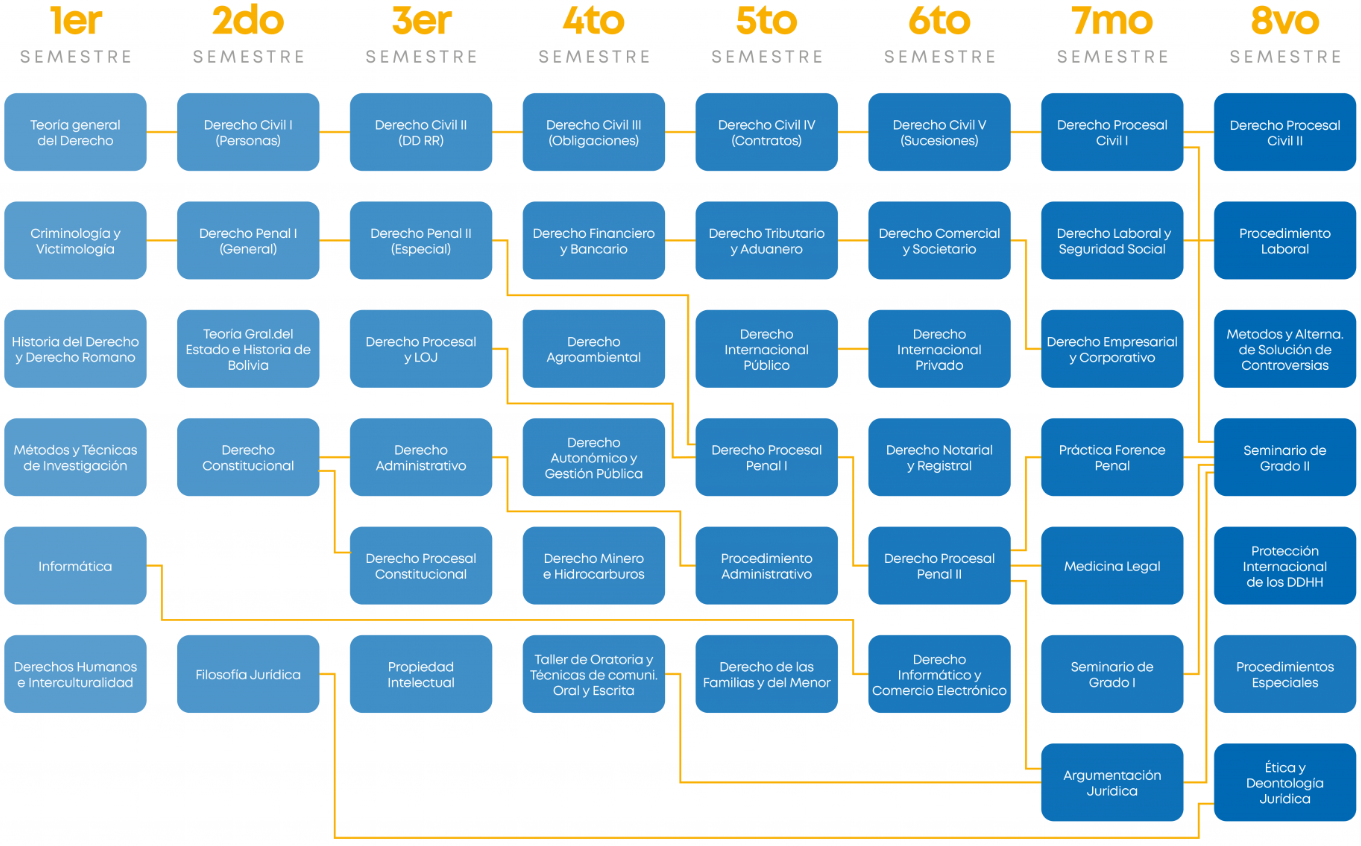 1er
SEMESTRE
2do
SEMESTRE
3er
SEMESTRE
4to
SEMESTRE
5to
SEMESTRE
6to
SEMESTRE
7mo
SEMESTRE
8vo
SEMESTRE
Teoría general
del Derecho
Derecho Civil I
(Personas)
Derecho Civil II
(DD RR)
Derecho Civil III
(Obligaciones)
Derecho Civil IV
(Contratos)
Derecho Civil V
(Sucesiones)
Derecho Procesal
Civil I
Derecho Procesal
Civil II
Criminología y
Victimología
Derecho Penal I
(General)
Derecho Penal II
(Especial)
Derecho Financiero
y Bancario
Derecho Tributario
y Aduanero
Derecho Comercial
y Societario
Derecho Laboral y
Seguridad Social
Procedimiento
Laboral
Historia del Derecho
y Derecho Romano
Teoría Gral.del
Estado e Historia de
Bolivia
Derecho Procesal
y LOJ
Derecho
Agroambiental
Derecho
Internacional
Público
Derecho
Internacional
Privado
Derecho Empresarial
y Corporativo
Metodos y Alterna.
de Solución de
Controversias
Métodos y Técnicas
de Investigación
Derecho
Constitucional
Derecho
Administrativo
Derecho
Autonómico y
Gestión Pública
Derecho Procesal
Penal I
Derecho Notarial
y Registral
Práctica Forence
Penal
Seminario de
Grado II
Informática
Derecho Procesal
Constitucional
Derecho Minero
e Hidrocarburos
Procedimiento
Administrativo
Derecho Procesal
Penal II
Medicina Legal
Protección
Internacional
de los DDHH
Derechos Humanos
e Interculturalidad
Filosofía Jurídica
Propiedad
Intelectual
Taller de Oratoria y
Técnicas de comuni.
Oral y Escrita
Derecho de las
Familias y del Menor
Derecho
Informático y
Comercio Electrónico
Seminario de
Grado I
Procedimientos
Especiales
Argumentación
Jurídica
Ética y
Deontología
Jurídica